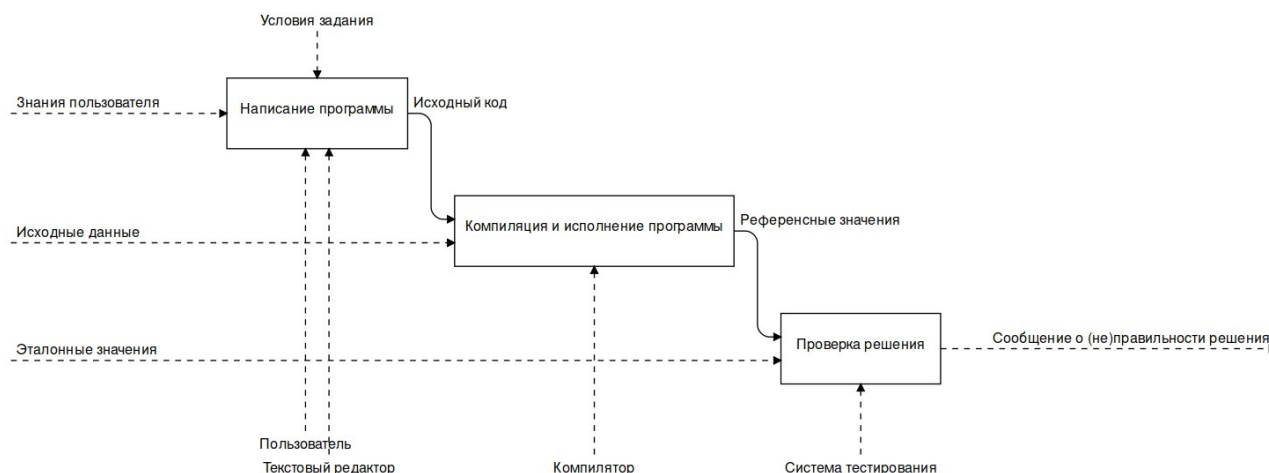 Условия задания
Знания пользователя
Написание программы
Исходный код
Исходные данные
Компиляция и исполнение программы
Референсные значения
Эталонные значения
Проверка решения
Сообщение о (не)правильности решения
Пользователь
Текстовый редактор
Компилятор
Система тестирования